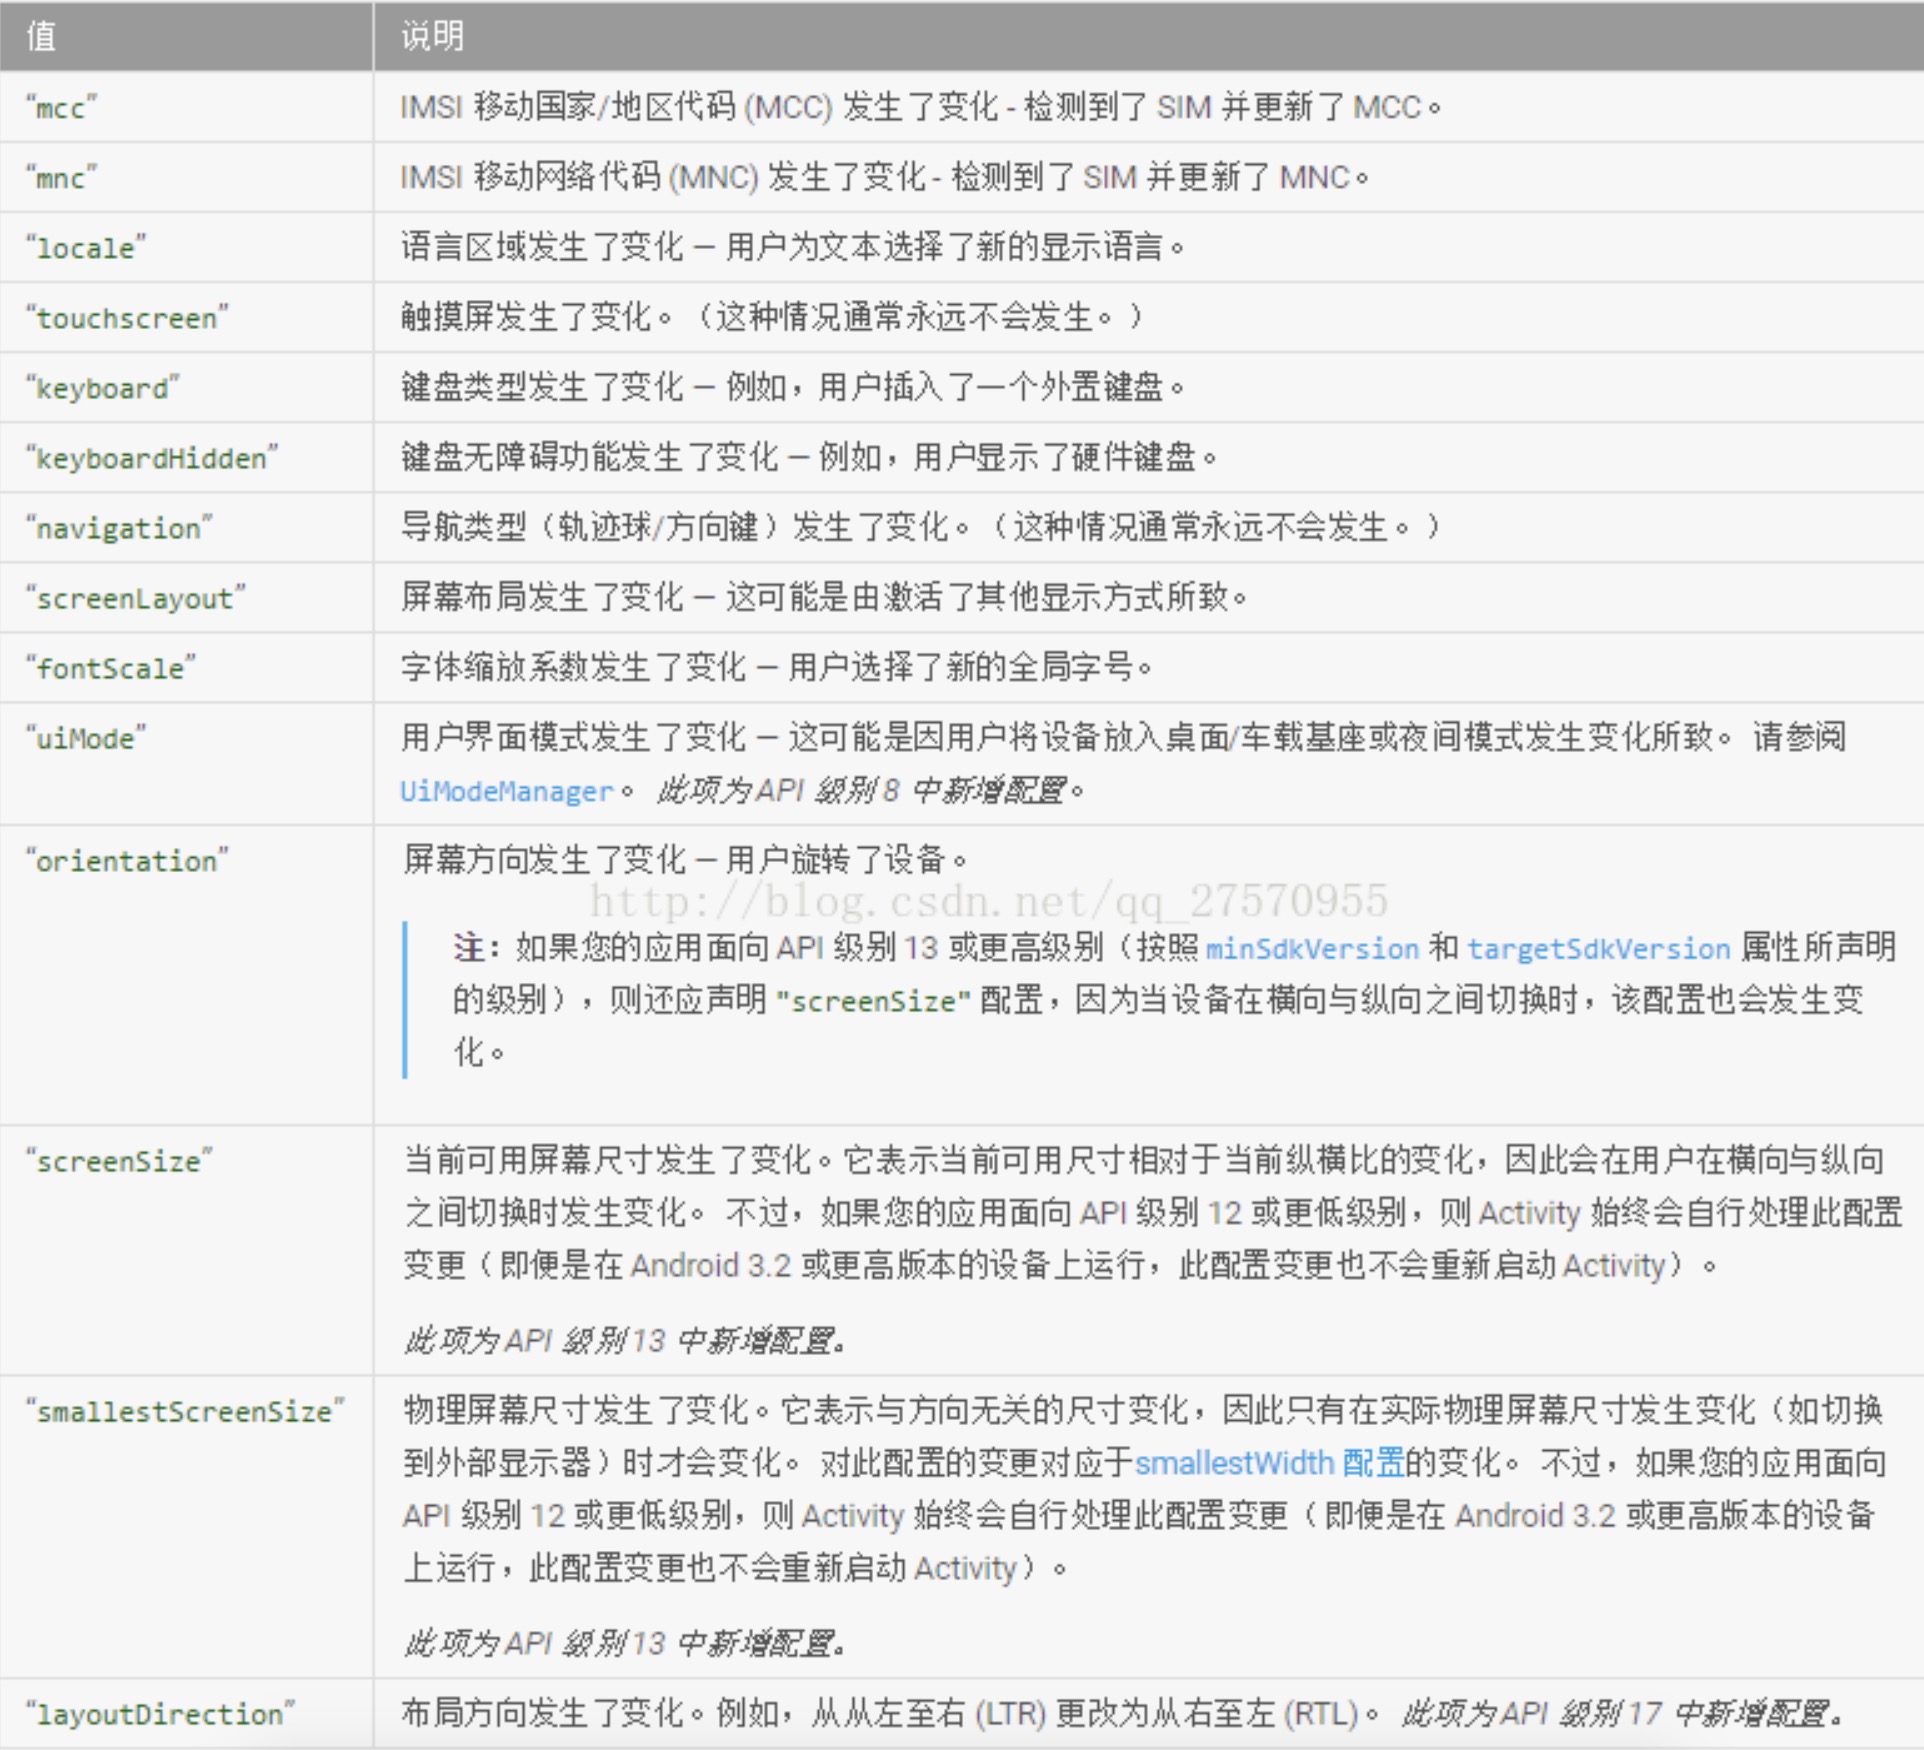 值 说明
“mcc” IMSI 移动国家/地区代码 (MCC) 发生了变化 - 检测到了 SIM 并更新了 MCC。
“mnc” IMSI 移动网络代码 (MNC) 发生了变化 - 检测到了 SIM 并更新了 MNC。
“locale” 语言区域发生了变化 — 用户为文本选择了新的显示语言。
“touchscreen” 触摸屏发生了变化。（这种情况通常永远不会发生。）
“keyboard” 键盘类型发生了变化 — 例如，用户插入了一个外置键盘。
“keyboardHidden” 键盘无障碍功能发生了变化 — 例如，用户显示了硬件键盘。
“navigation” 导航类型（轨迹球/方向键）发生了变化。（这种情况通常永远不会发生。）
“screenLayout” 屏幕布局发生了变化 — 这可能是由激活了其他显示方式所致。
“fontScale” 字体缩放系数发生了变化 — 用户选择了新的全局字号。
“uiMode” 用户界面模式发生了变化 — 这可能是因用户将设备放入桌面/车载基座或夜间模式发生变化所致。 请参阅
UiModeManager。 此项为 API 级别 8 中新增配置。
“orientation” 屏幕方向发生了变化 — 用户旋转了设备。
http://blog.csdn.net/qq_27570955
注：如果您的应用面向 API 级别 13 或更高级别（按照 minSdkVersion 和 targetSdkVersion 属性所声明
的级别），则还应声明 "screenSize" 配置，因为当设备在横向与纵向之间切换时，该配置也会发生变
化。
“screenSize” 当前可用屏幕尺寸发生了变化。它表示当前可用尺寸相对于当前纵横比的变化，因此会在用户在横向与纵向
之间切换时发生变化。 不过，如果您的应用面向 API 级别 12 或更低级别，则 Activity 始终会自行处理此配置
变更（即便是在 Android 3.2 或更高版本的设备上运行，此配置变更也不会重新启动 Activity）。
此项为 API 级别 13 中新增配置。
“smallestScreenSize” 物理屏幕尺寸发生了变化。它表示与方向无关的尺寸变化，因此只有在实际物理屏幕尺寸发生变化（如切换
到外部显示器）时才会变化。 对此配置的变更对应于smallestWidth 配置的变化。 不过，如果您的应用面向
API 级别 12 或更低级别，则 Activity 始终会自行处理此配置变更（即便是在 Android 3.2 或更高版本的设备
上运行，此配置变更也不会重新启动 Activity）。
此项为 API 级别 13 中新增配置。
“layoutDirection” 布局方向发生了变化。例如，从从左至右 (LTR) 更改为从右至左 (RTL)。 此项为 API 级别 17 中新增配置。